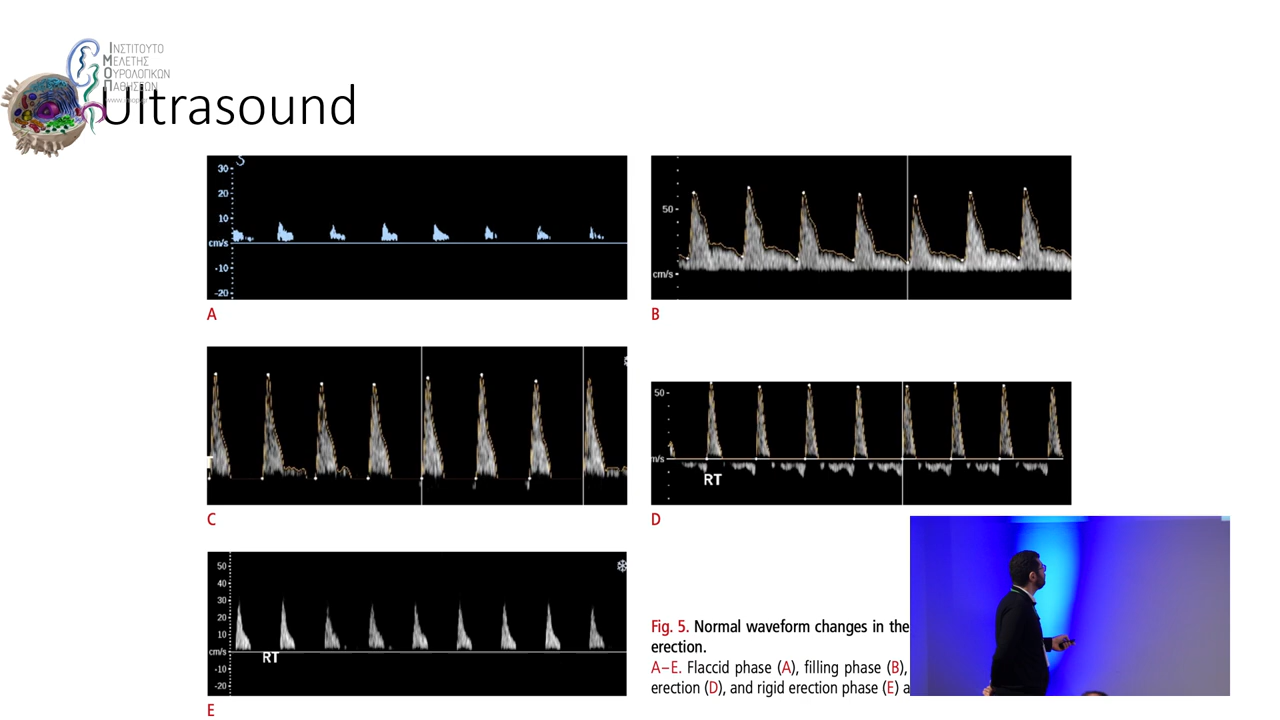 ΙΝΣΤΙΤΟΥΤΟ
ΜΕΛΕΤΗΣ
ΟΥΡΟΛΟΓΙΚΩΝ
ΠΑΘΗΣΕΩΝ
Ultrasound
30
20
10
cm/s
-10
-20
A
50
cm/s
B
C
50
m/s
RT
D
50
40
30
20
10
cm/s
-10
-20
RT
E
Fig. 5. Normal waveform changes in the
erection.
A–E. Flaccid phase (A), filling phase (B),
erection (D), and rigid erection phase (E) a